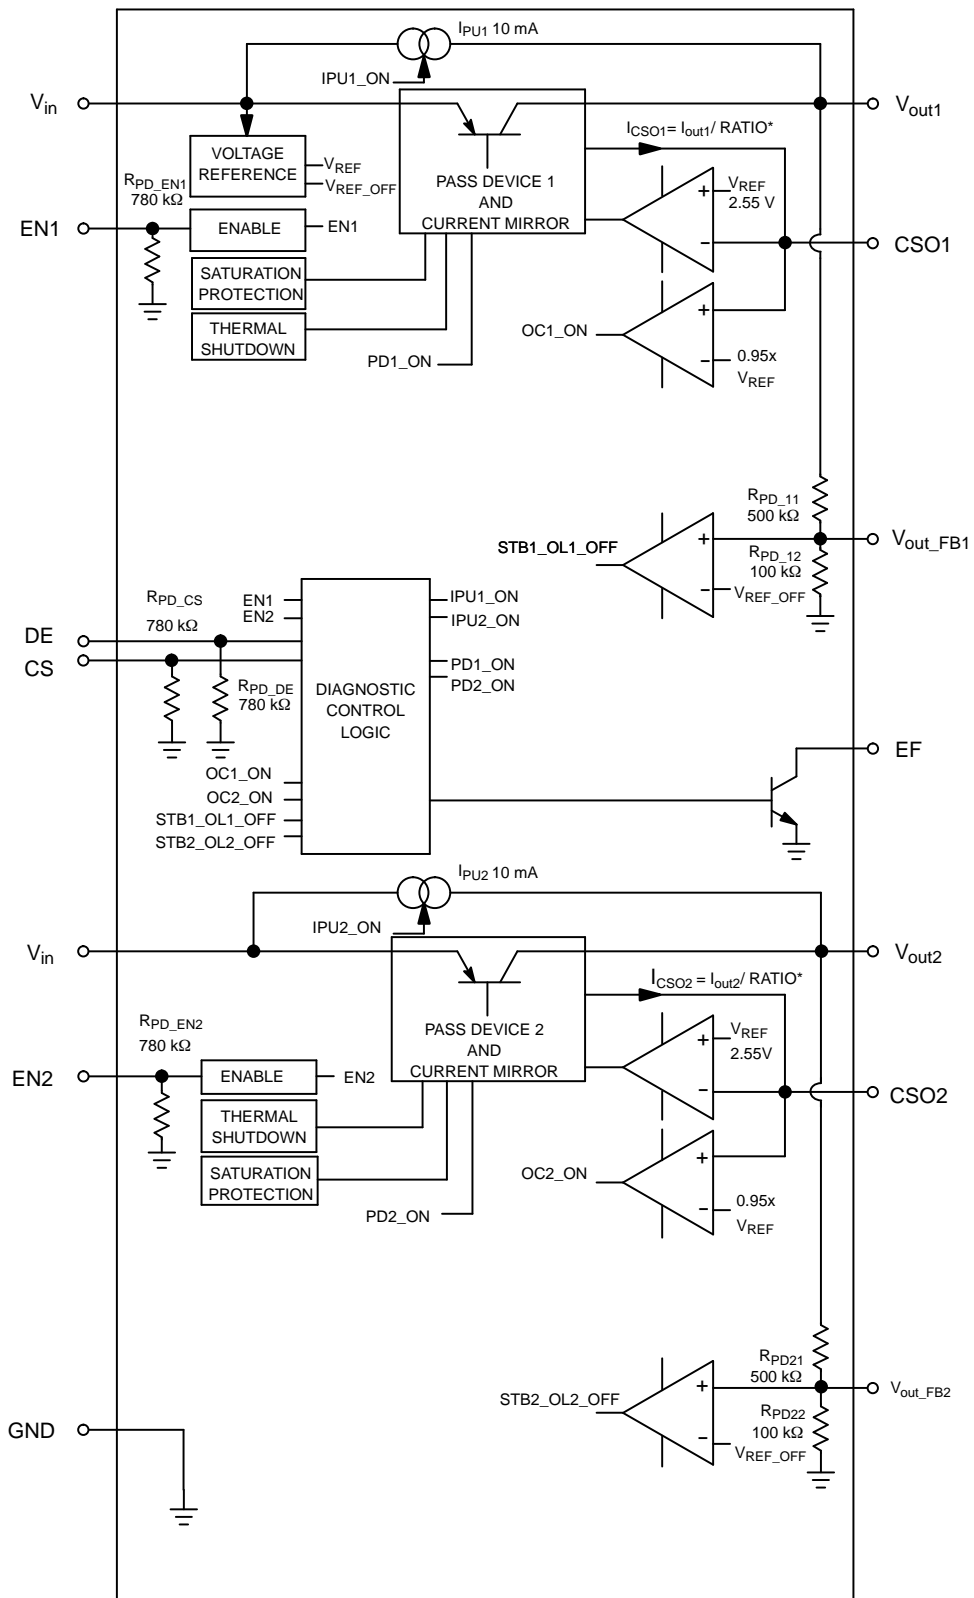 I_PU1 10 mA
IPU1_ON
V_in
V_out1
I_CSO1= I_out1/ RATIO*
VOLTAGE
REFERENCE
V_REF
V_REF_OFF
R_PD_EN1
780 kΩ
PASS DEVICE 1
AND
CURRENT MIRROR
+
V_REF
2.55 V
−
EN1
ENABLE
EN1
CSO1
SATURATION
PROTECTION
THERMAL
SHUTDOWN
PD1_ON
OC1_ON
+
−
0.95x
V_REF
R_PD_11
500 kΩ
STB1_OL1_OFF
+
−
V_out_FB1
R_PD_12
100 kΩ
V_REF_OFF
R_PD_CS
780 kΩ
EN1
EN2
IPU1_ON
IPU2_ON
DE
CS
R_PD_DE
780 kΩ
DIAGNOSTIC
CONTROL
LOGIC
PD1_ON
PD2_ON
OC1_ON
OC2_ON
STB1_OL1_OFF
STB2_OL2_OFF
EF
I_PU2 10 mA
IPU2_ON
V_in
V_out2
I_CSO2 = I_out2/ RATIO*
R_PD_EN2
780 kΩ
PASS DEVICE 2
AND
CURRENT MIRROR
+
V_REF
2.55V
−
EN2
ENABLE
EN2
CSO2
THERMAL
SHUTDOWN
SATURATION
PROTECTION
PD2_ON
OC2_ON
+
−
0.95x
V_REF
R_PD21
500 kΩ
STB2_OL2_OFF
+
−
V_out_FB2
R_PD22
100 kΩ
V_REF_OFF
GND